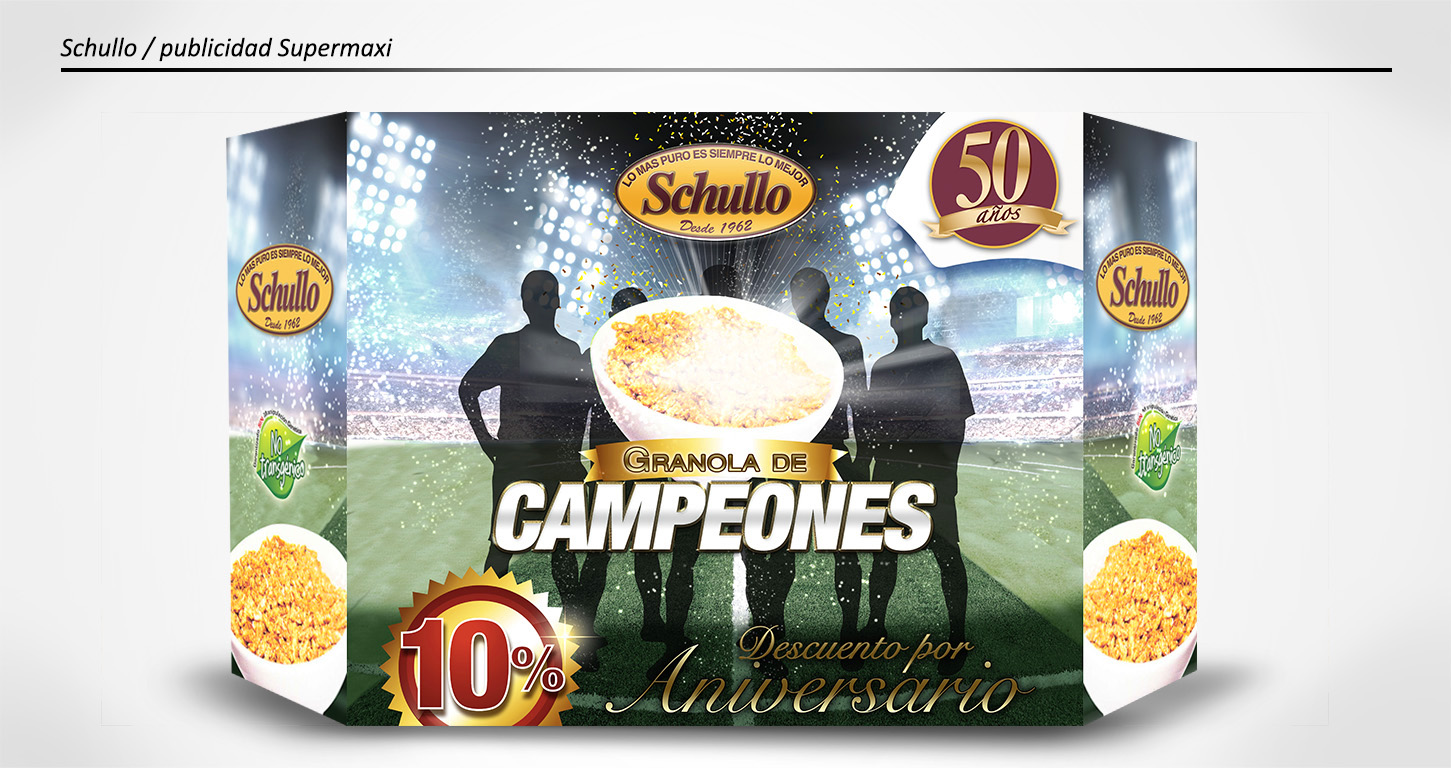 Schullo / publicidad Supermaxi
LO MAS PURO ES SIEMPRE LO MEJOR
Schullo
Desde 1962
50
años
LO MAS PURO ES SIEMPRE LO MEJOR
Schullo
Desde 1962
LO MAS PURO ES SIEMPRE LO MEJOR
Schullo
Desde 1962
No
transgénico
No
transgénico
GRANOLA DE
CAMPEONES
10%
Descuento por
Aniversario